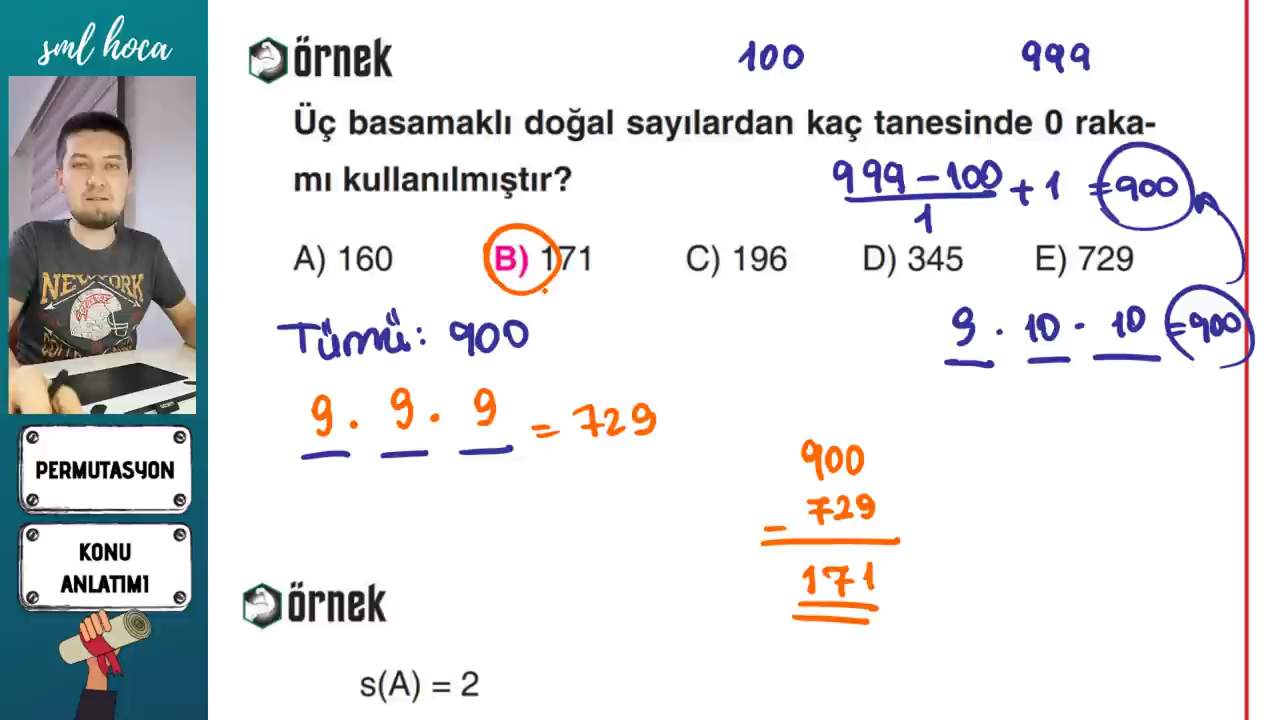 sml hoca
örnek
100
999
Üç basamaklı doğal sayılardan kaç tanesinde 0 raka-
mı kullanılmıştır?
999 - 100 / 1 + 1 = 900
A) 160 B) 171 C) 196 D) 345 E) 729
Tümü: 900
9 . 10 . 10 = 900
9 . 9 . 9 = 729
900
- 729
171
PERMUTASYON
KONU
ANLATIMI
örnek
s(A) = 2
NEW YORK